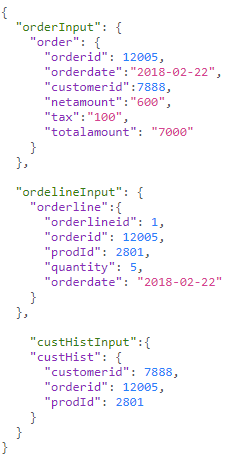 {
  "orderInput": {
    "order": {
      "orderid": 12005,
      "orderdate":"2018-02-22",
      "customerid":7888,
      "netamount":"600",
      "tax":"100",
      "totalamount": "7000"
    }
  },

  "ordelineInput": {
    "orderline":{
      "orderlineid": 1,
      "orderid": 12005,
      "prodId": 2801,
      "quantity": 5,
      "orderdate": "2018-02-22"
    }
  },

    "custHistInput":{
    "custHist": {
      "customerid": 7888,
      "orderid": 12005,
      "prodId": 2801
    }
  }
}